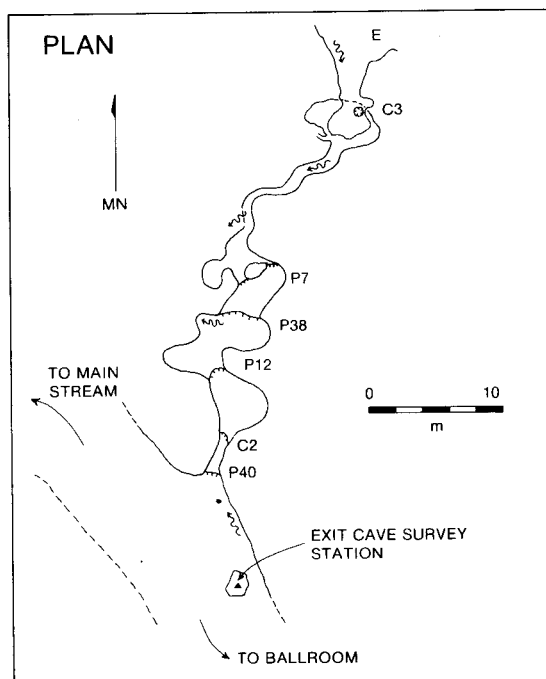 PLAN
E
C3
MN
P7
P38
P12
TO MAIN
STREAM
0 10
m
C2
P40
EXIT CAVE SURVEY
STATION
TO BALLROOM